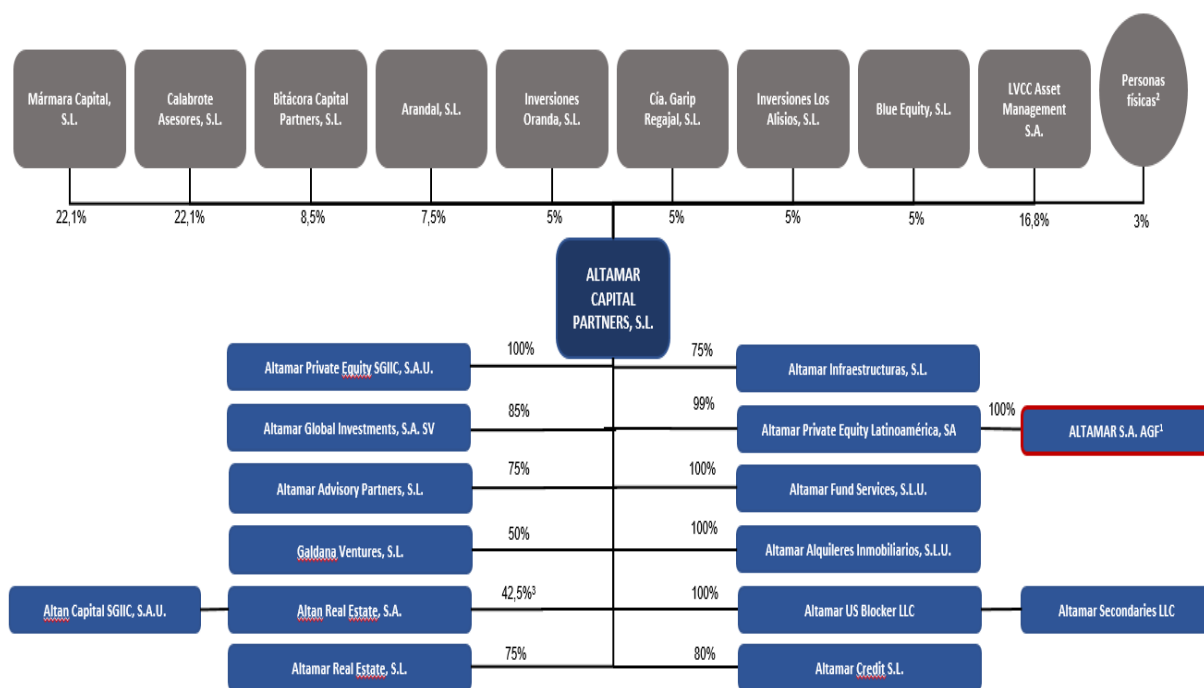 Mármara Capital,
S.L.
Calabrote
Asesores, S.L.
Bitácora Capital
Partners, S.L.
Arandal, S.L.
Inversiones
Oranda, S.L.
Cía. Garip
Regajal, S.L.
Inversiones Los
Alisios, S.L.
Blue Equity, S.L.
LVCC Asset
Management
S.A.
Personas
físicas²
22,1%
22,1%
8,5%
7,5%
5%
5%
5%
5%
16,8%
3%
ALTAMAR
CAPITAL
PARTNERS, S.L.
Altamar Private Equity SGIIC, S.A.U.
100%
75%
Altamar Infraestructuras, S.L.
Altamar Global Investments, S.A. SV
85%
99%
Altamar Private Equity Latinoamérica, SA
100%
ALTAMAR S.A. AGF¹
Altamar Advisory Partners, S.L.
75%
100%
Altamar Fund Services, S.L.U.
Galdana Ventures, S.L.
50%
100%
Altamar Alquileres Inmobiliarios, S.L.U.
Altan Capital SGIIC, S.A.U.
Altan Real Estate, S.A.
42,5%³
100%
Altamar US Blocker LLC
Altamar Secondaries LLC
Altamar Real Estate, S.L.
75%
80%
Altamar Credit S.L.